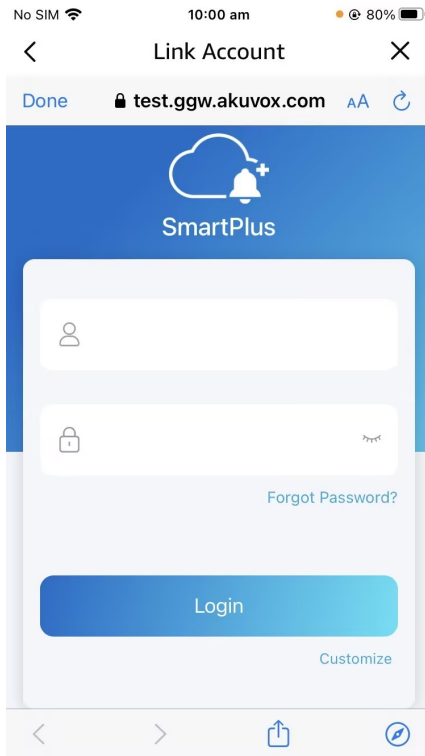 No SIM 10:00 am 80%
Link Account
Done test.ggw.akuvox.com AA
SmartPlus
Forgot Password?
Login
Customize